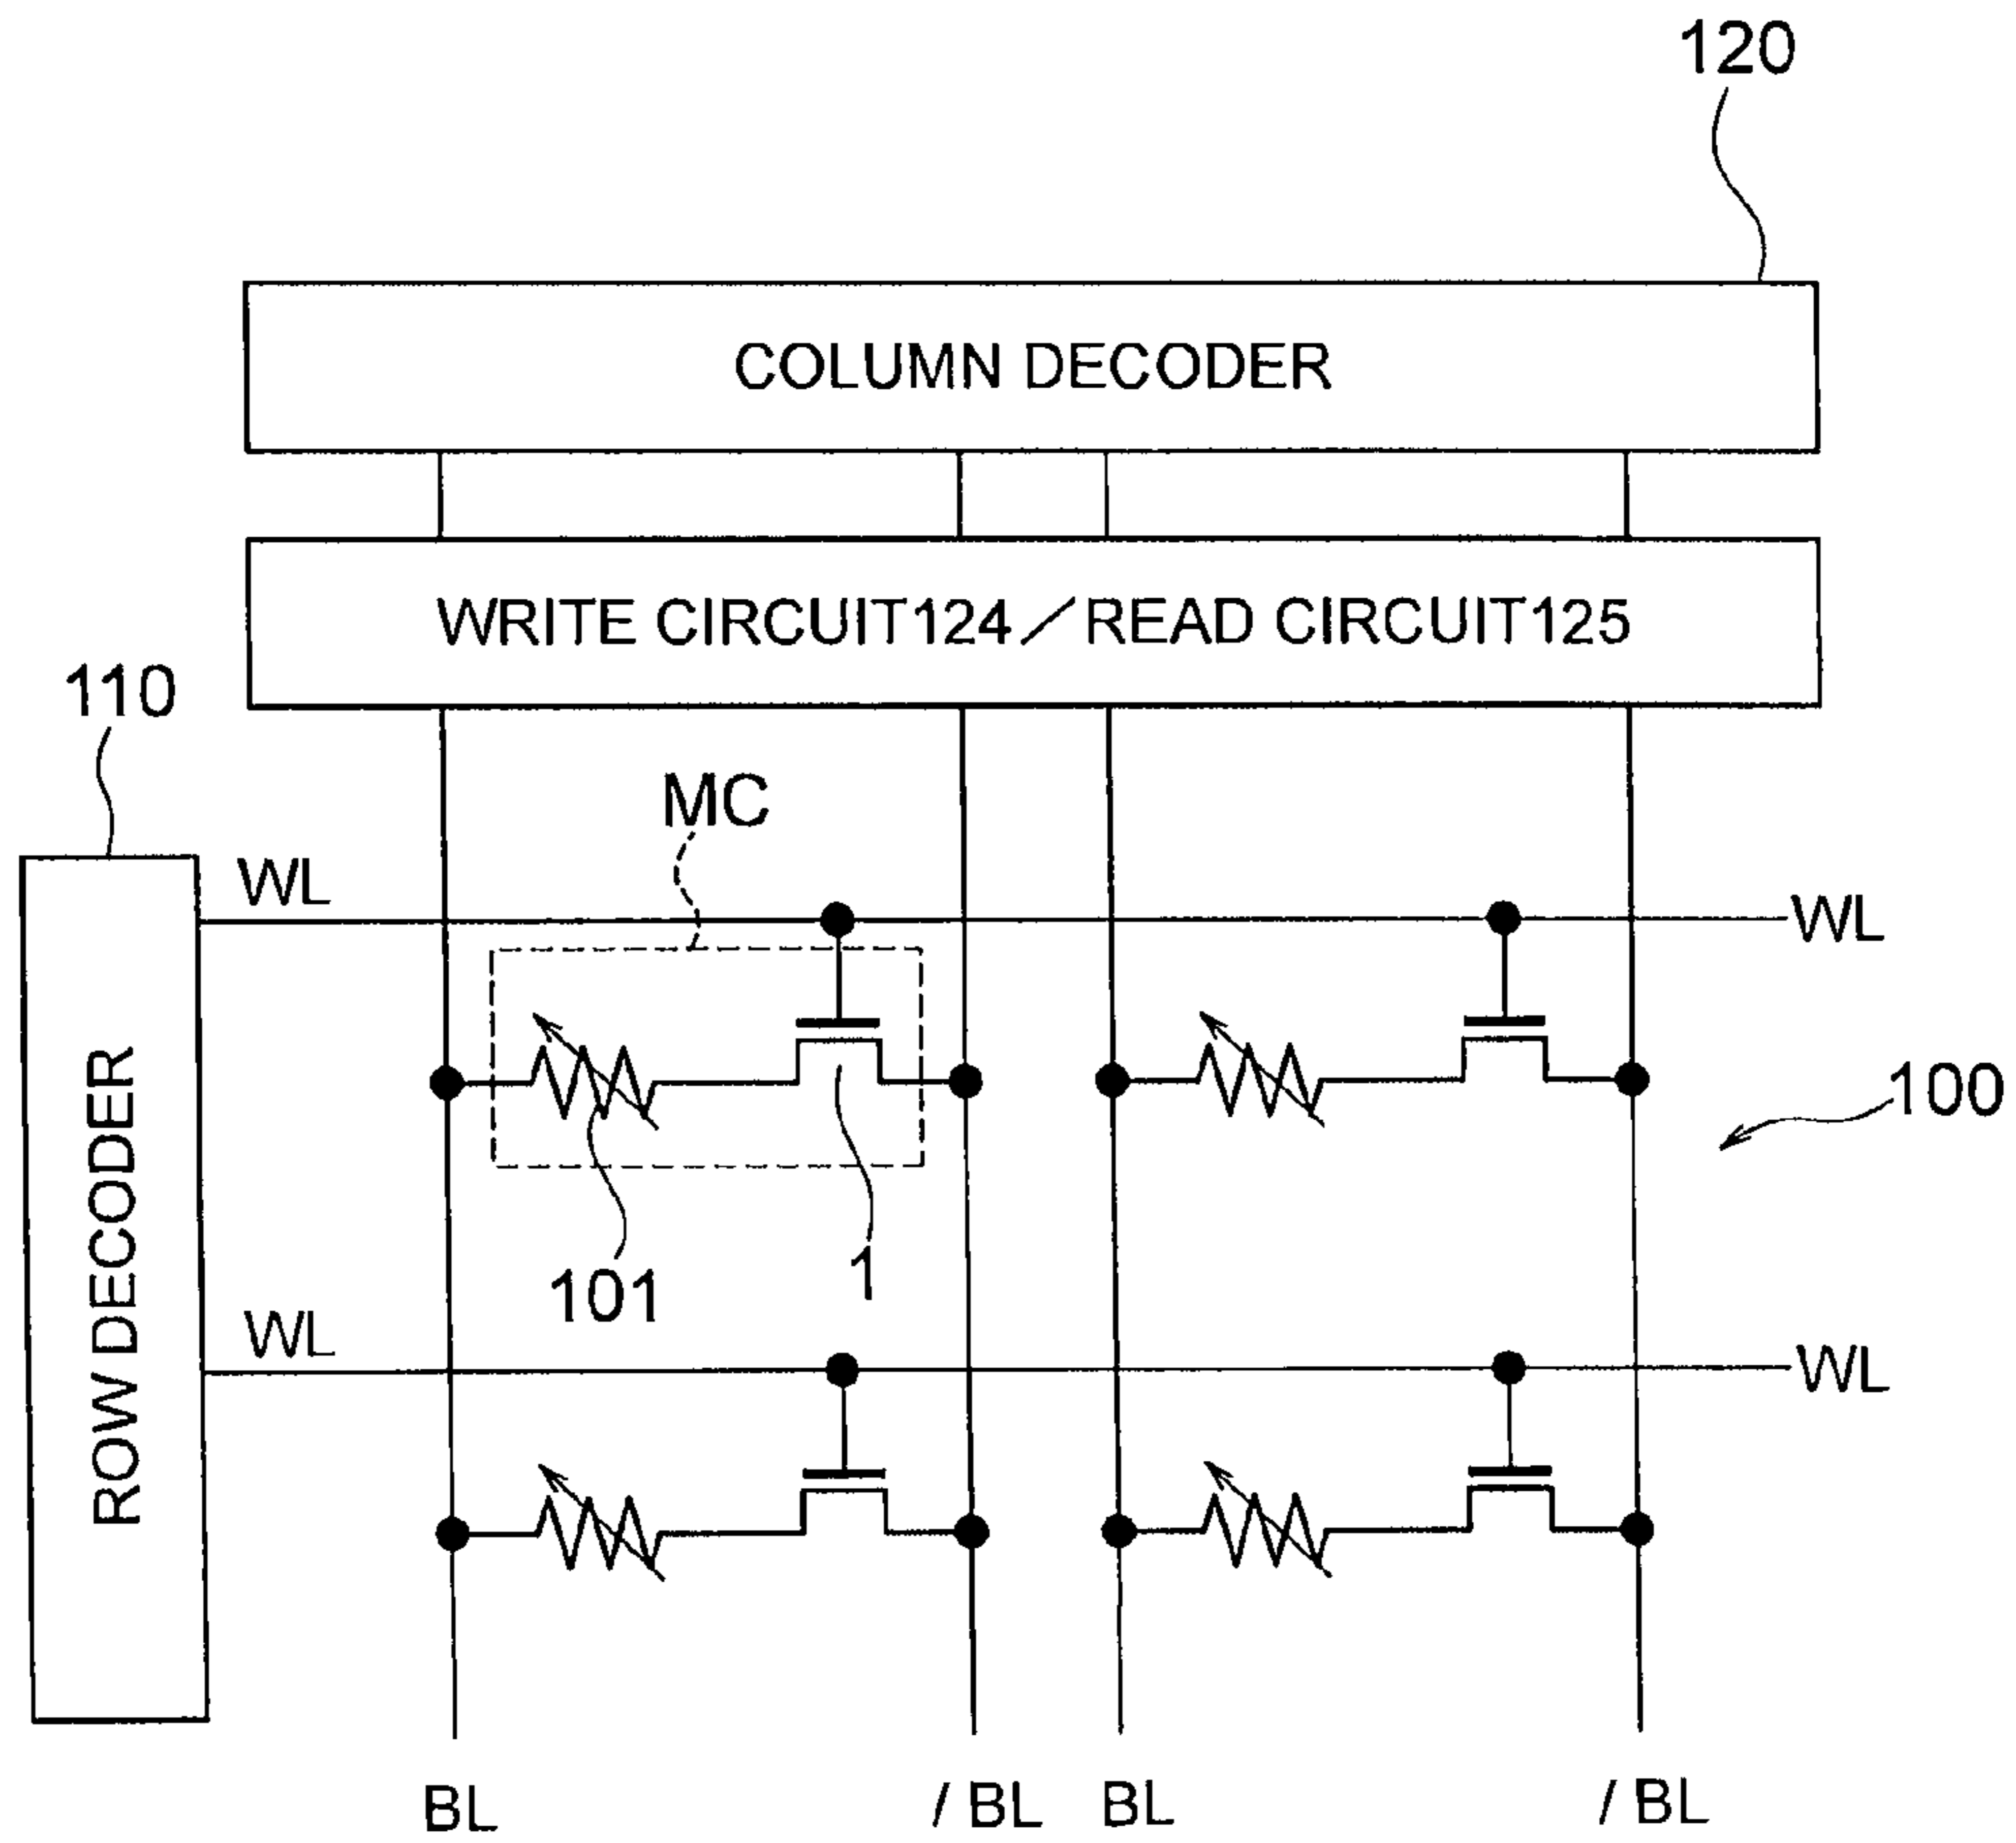 120
COLUMN DECODER
WRITE CIRCUIT124／READ CIRCUIT125
110
MC
WL
WL
100
101
1
ROW DECODER
WL
WL
BL
/ BL
BL
/ BL